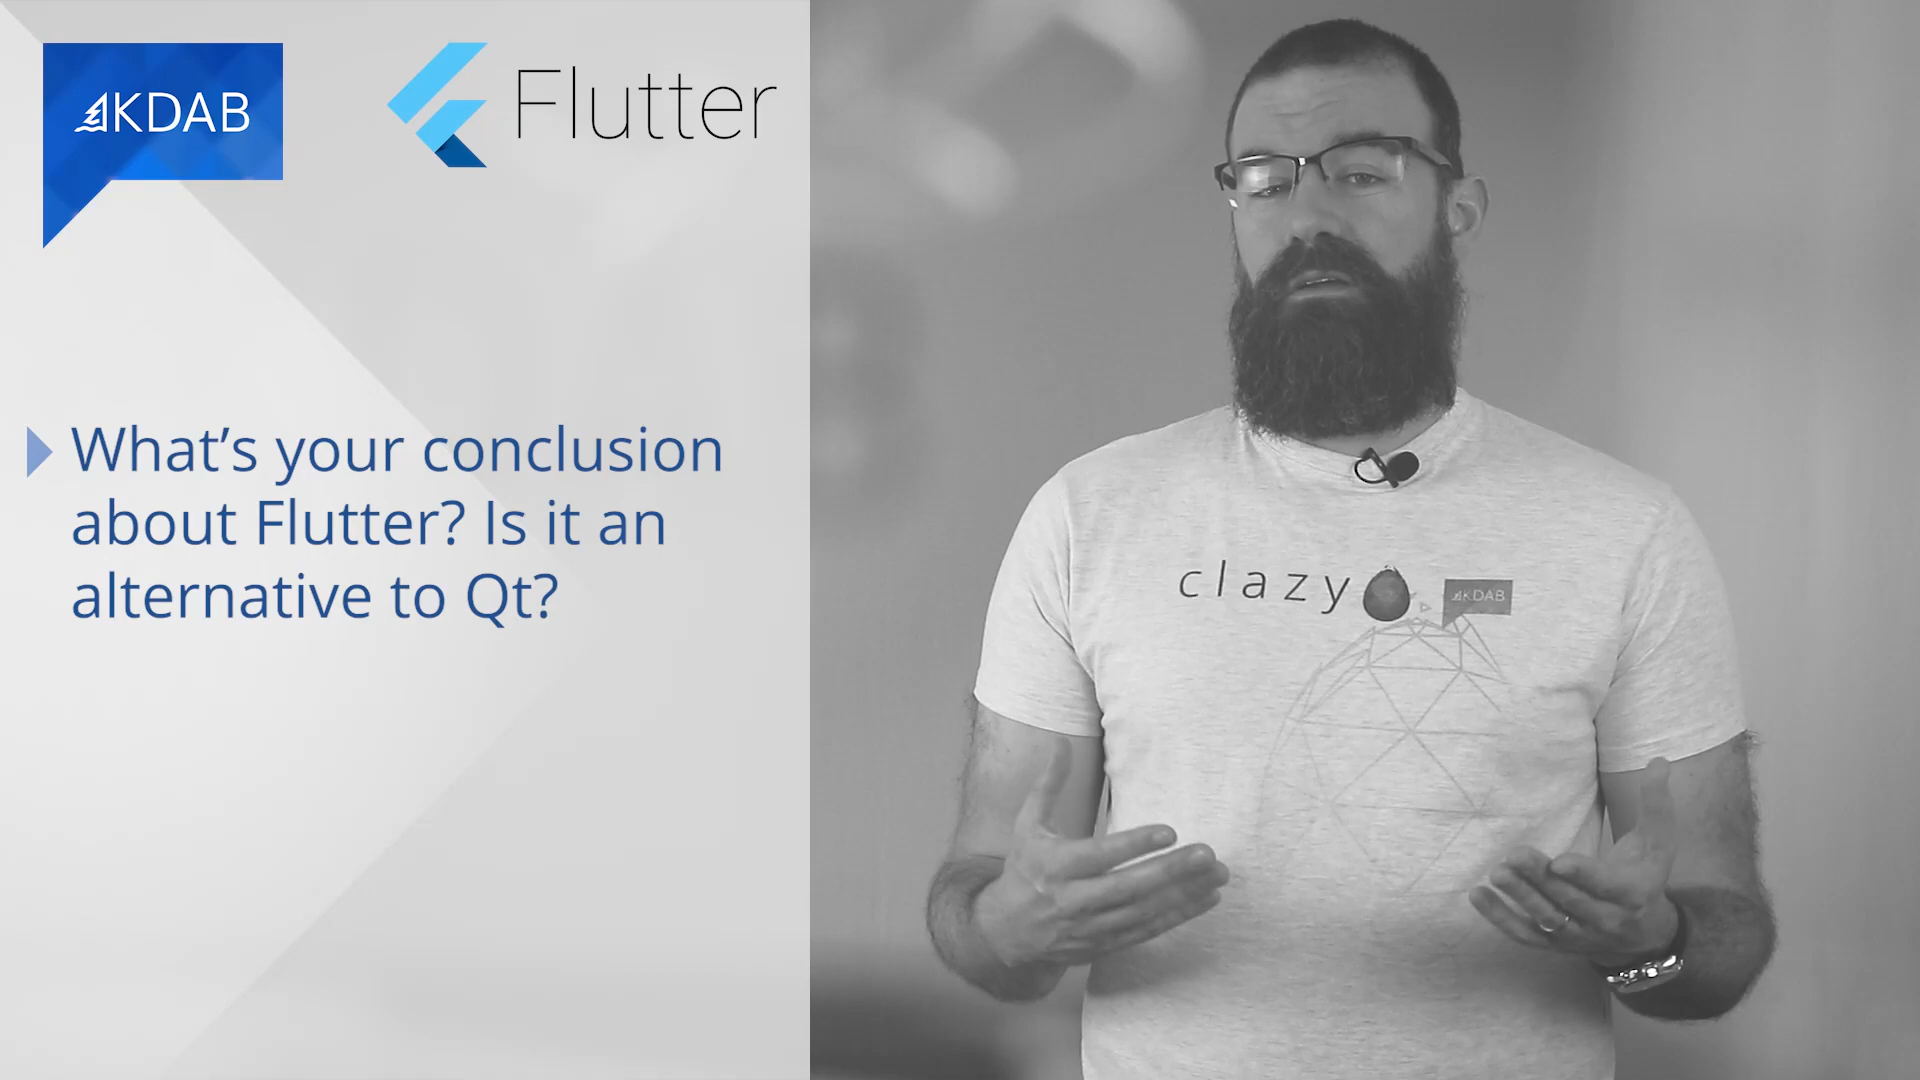 KDAB
Flutter
What’s your conclusion
about Flutter? Is it an
alternative to Qt?
clazy
KDAB